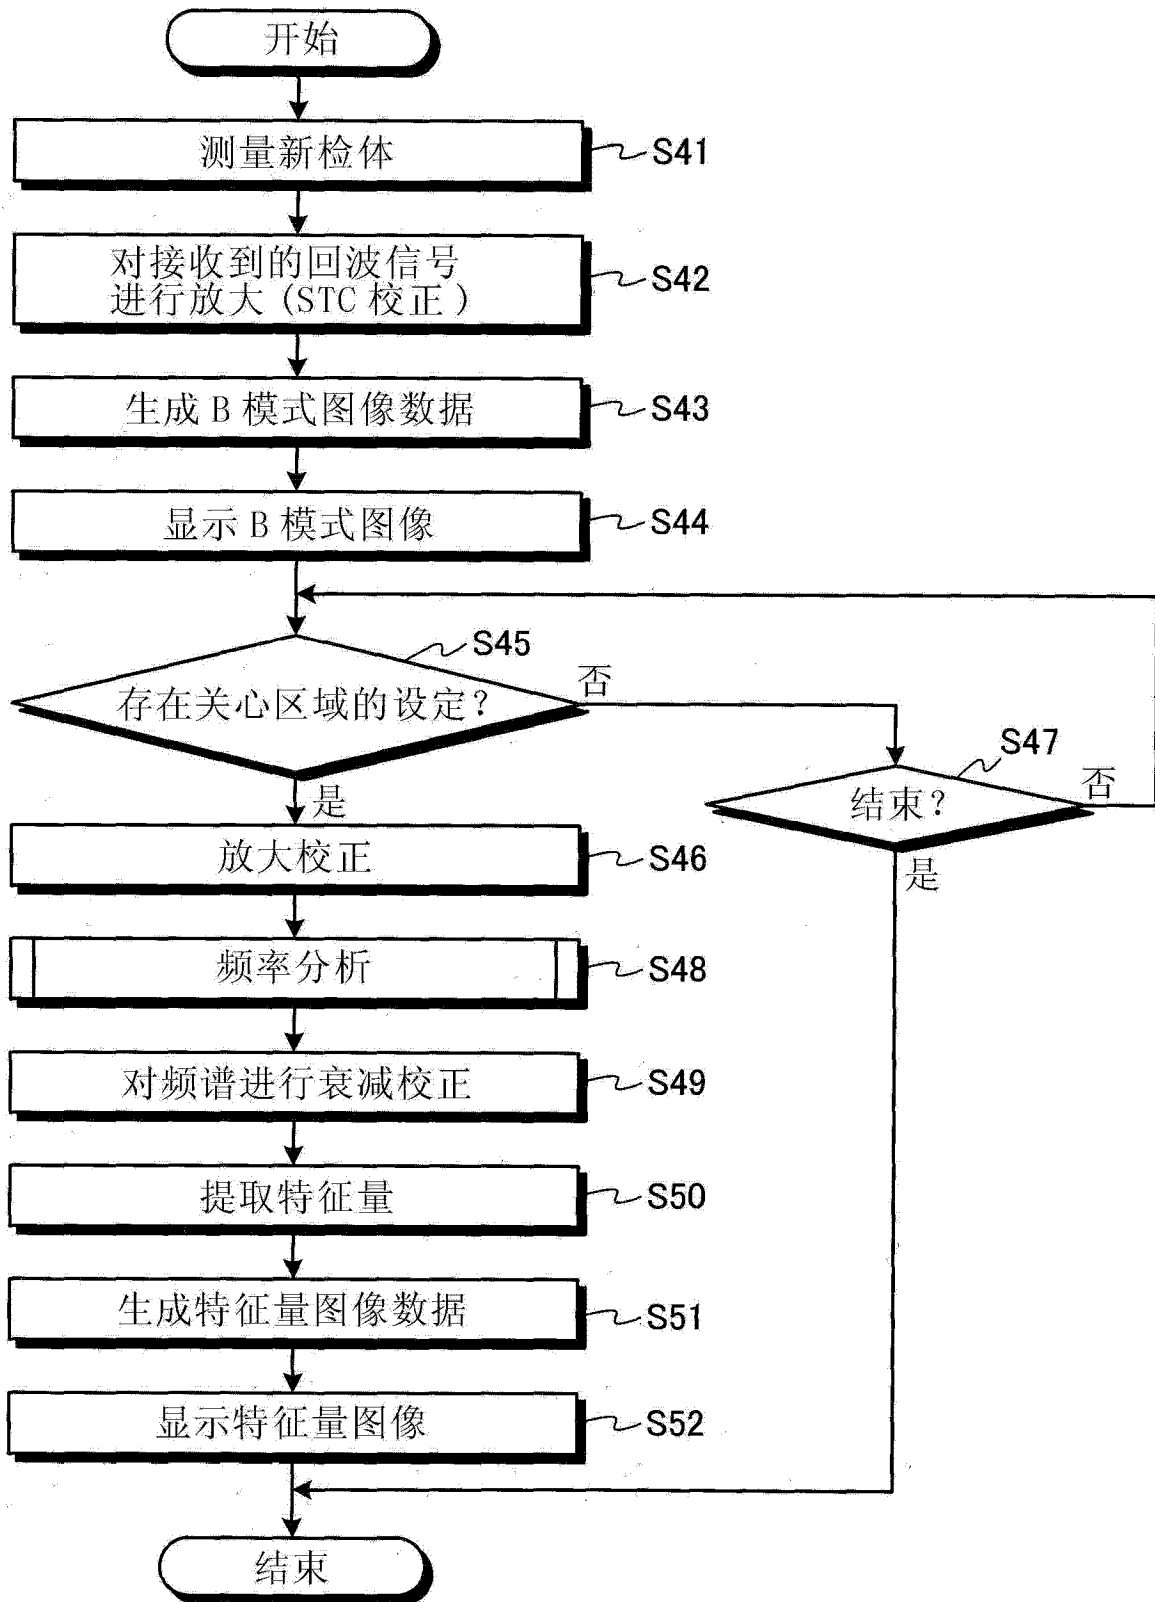 开始
测量新检体
S41
对接收到的回波信号
进行放大(STC 校正)
S42
生成 B 模式图像数据
S43
显示 B 模式图像
S44
S45
存在关心区域的设定?
否
S47
结束?
否
是
是
放大校正
S46
频率分析
S48
对频谱进行衰减校正
S49
提取特征量
S50
生成特征量图像数据
S51
显示特征量图像
S52
结束